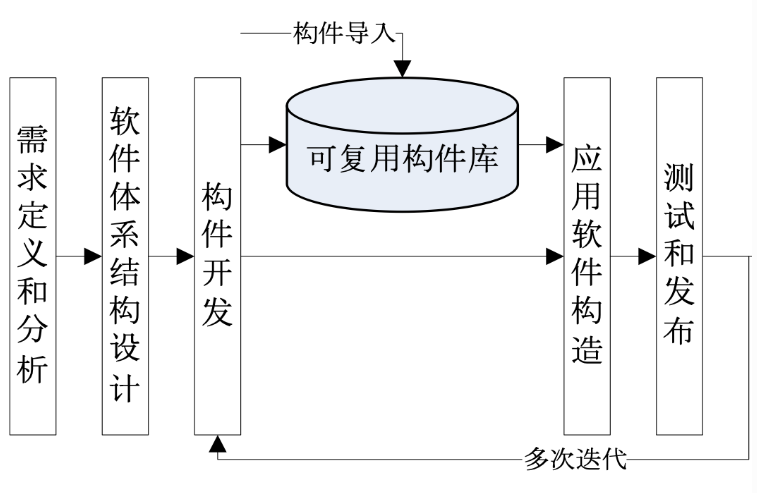 构件导入
需求定义和分析
软件体系结构设计
构件开发
可复用构件库
应用软件构造
测试和发布
多次迭代